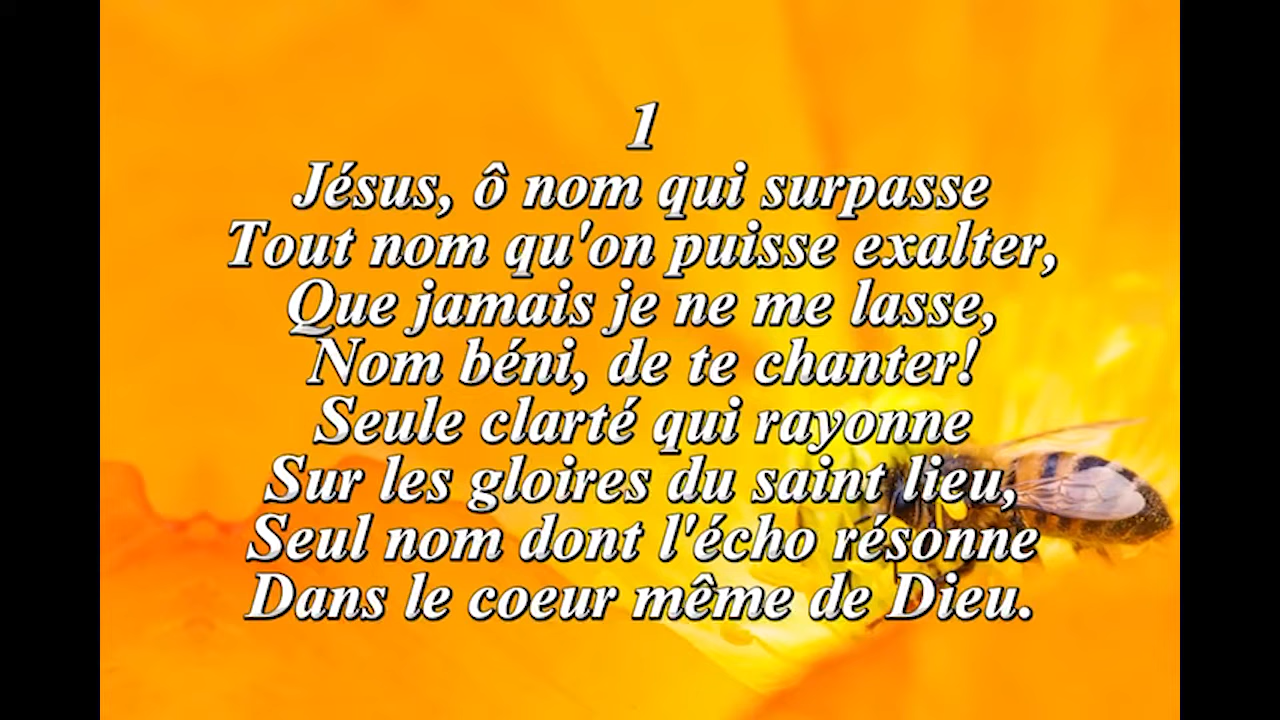 1
Jésus, ô nom qui surpasse
Tout nom qu'on puisse exalter,
Que jamais je ne me lasse,
Nom béni, de te chanter!
Seule clarté qui rayonne
Sur les gloires du saint lieu,
Seul nom dont l'écho résonne
Dans le coeur même de Dieu.